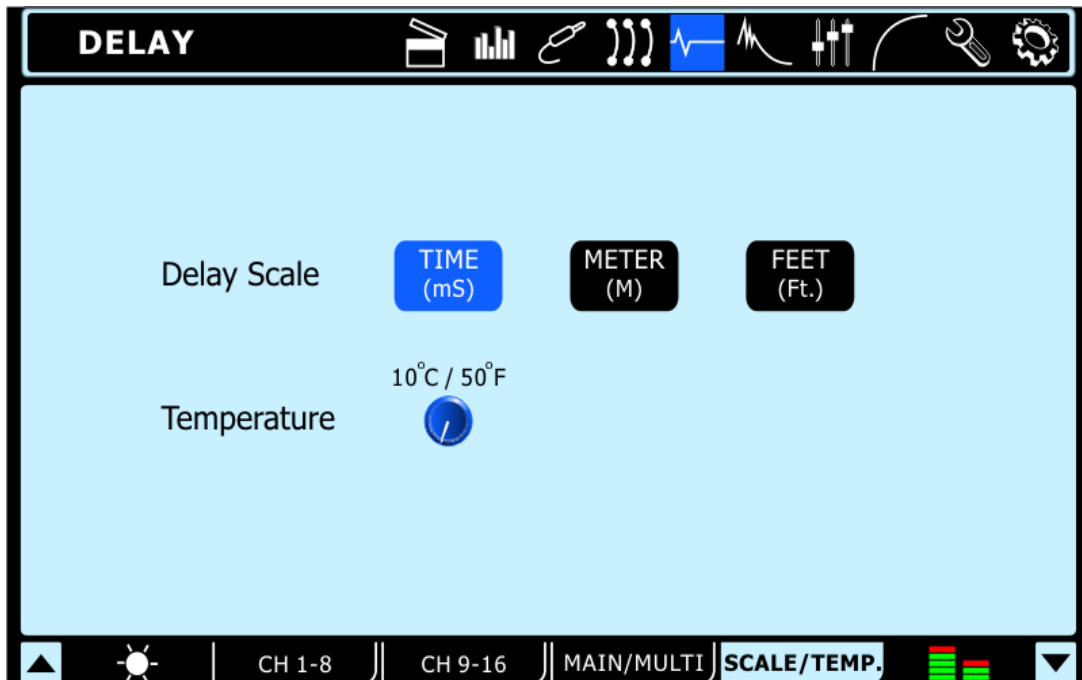 DELAY
Delay Scale
TIME
(mS)
METER
(M)
FEET
(Ft.)
10°C / 50°F
Temperature
CH 1-8
CH 9-16
MAIN/MULTI
SCALE/TEMP.